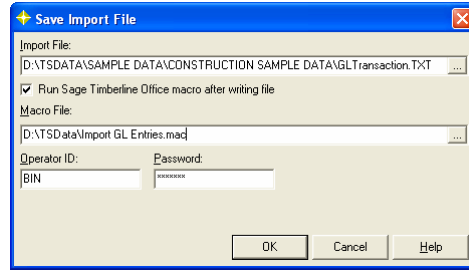 Save Import File
Import File:
D:\TSDATA\SAMPLE DATA\CONSTRUCTION SAMPLE DATA\GLTransaction.TXT ...
Run Sage Timberline Office macro after writing file
Macro File:
D:\TSData\Import GL Entries.mac ...
Operator ID: Password:
BIN *******
OK Cancel Help